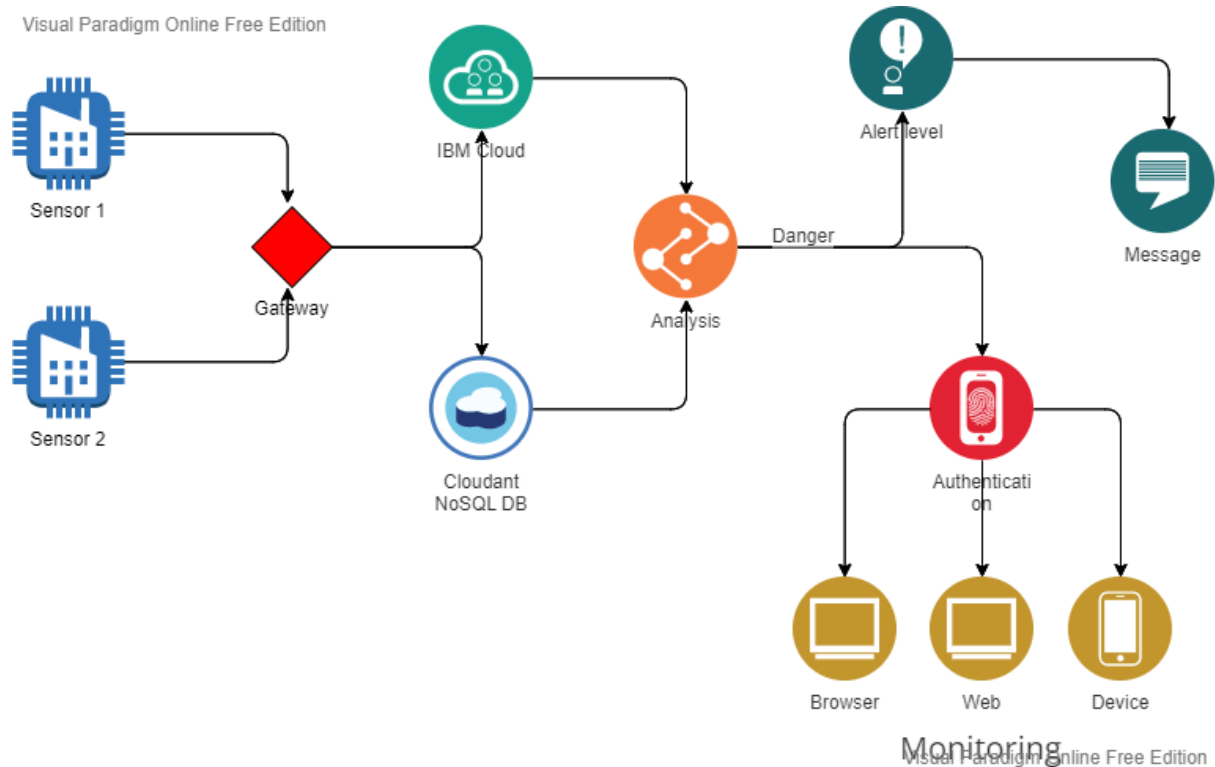 Visual Paradigm Online Free Edition
IBM Cloud
Alert level
Sensor 1
Danger
Message
Gateway
Analysis
Sensor 2
Cloudant
NoSQL DB
Authenticati
on
Browser
Web
Device
Monitoring
Visual Paradigm Online Free Edition